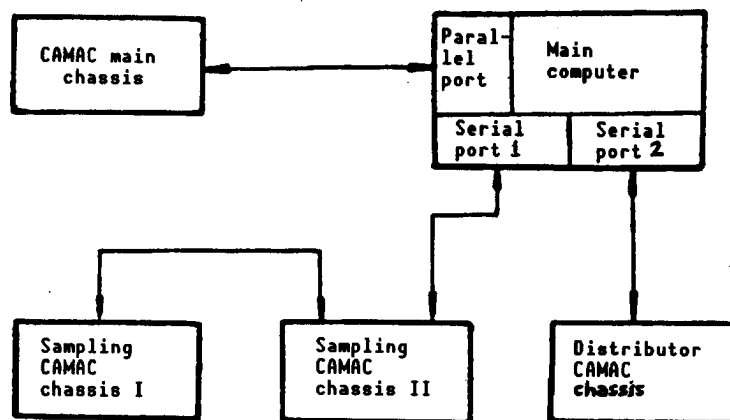 CAMAC main
chassis
Paral-
lel
port
Main
computer
Serial
port 1
Serial
port 2
Sampling
CAMAC
chassis I
Sampling
CAMAC
chassis II
Distributor
CAMAC
chassis